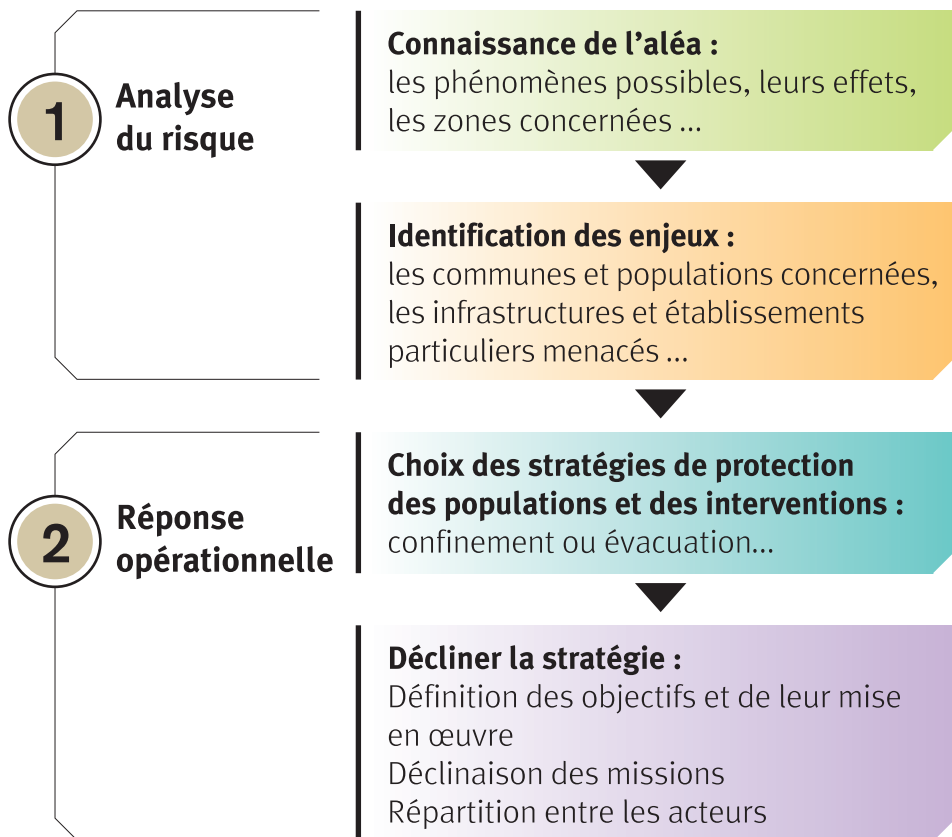 1
Analyse
du risque
Connaissance de l’aléa :
les phénomènes possibles, leurs effets,
les zones concernées ...
Identification des enjeux :
les communes et populations concernées,
les infrastructures et établissements
particuliers menacés ...
2
Réponse
opérationnelle
Choix des stratégies de protection
des populations et des interventions :
confinement ou évacuation...
Décliner la stratégie :
Définition des objectifs et de leur mise
en œuvre
Déclinaison des missions
Répartition entre les acteurs